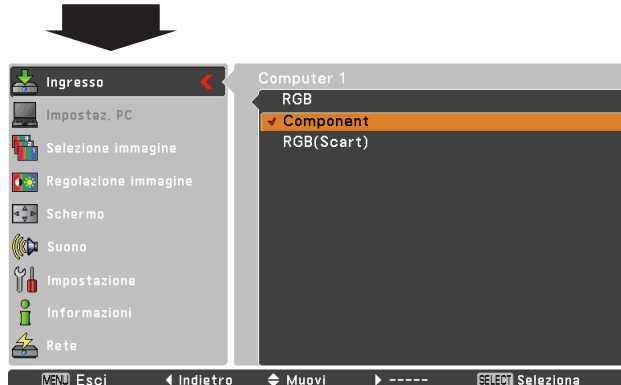 Ingresso
Impostaz. PC
Selezione immagine
Regolazione immagine
Schermo
Suono
Impostazione
Informazioni
Rete
Computer 1
RGB
Component
RGB(Scart)
MENU Esci Indietro Muovi ----- SELECT Seleziona